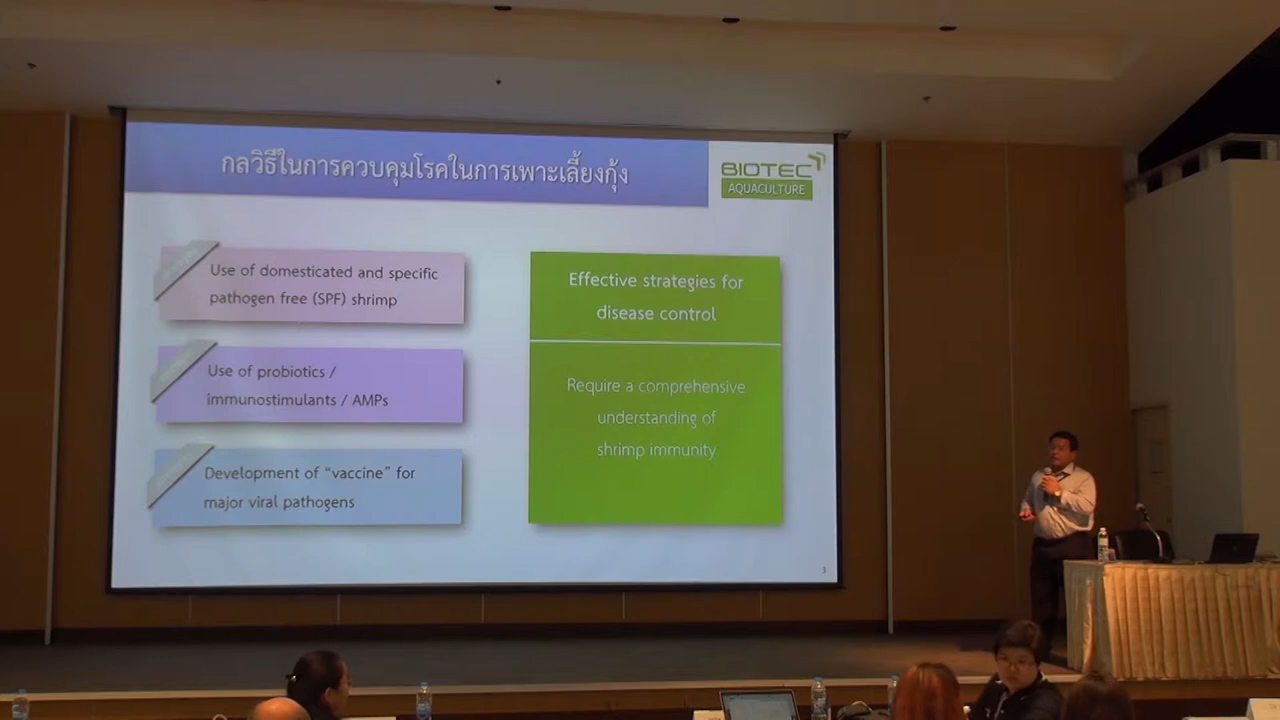 กลวิธีในการควบคุมโรคในการเพาะเลี้ยงกุ้ง
BIOTEC
AQUACULTURE
Use of domesticated and specific
pathogen free (SPF) shrimp
Use of probiotics /
immunostimulants / AMPs
Development of “vaccine” for
major viral pathogens
Effective strategies for
disease control
Require a comprehensive
understanding of
shrimp immunity
3